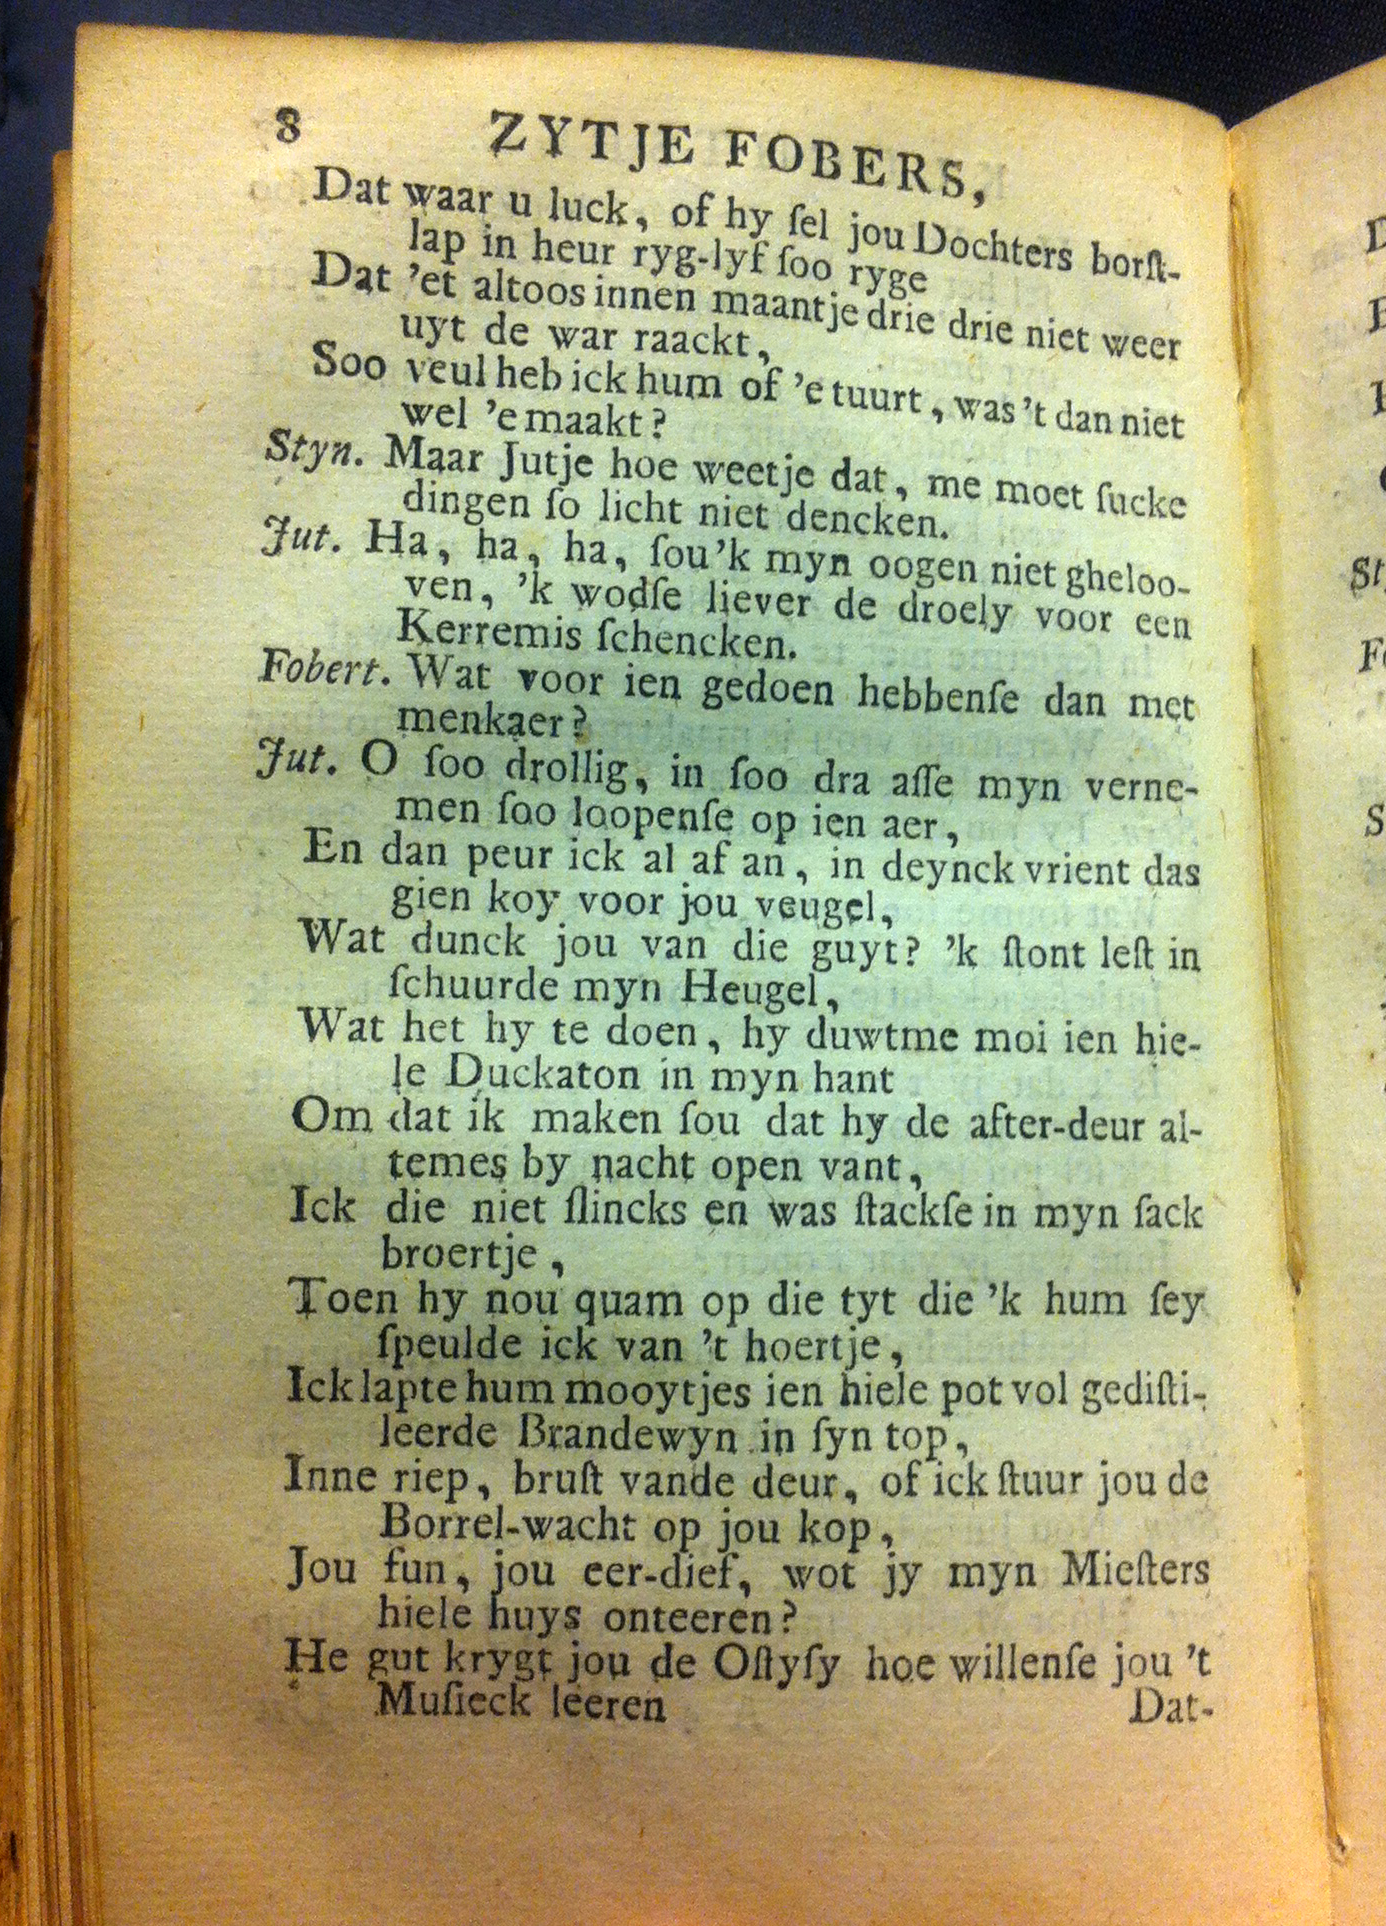 8 ZYTJE FOBERS,
Dat waar u luck, of hy ſel jou Dochters borſt-
lap in heur ryg-lyf ſoo ryge
Dat 'et altoos innen maantje drie drie niet weer
uyt de war raackt,
Soo veul heb ick hum of 'e tuurt, was 't dan niet
wel 'e maakt?
Styn. Maar Jutje hoe weetje dat, me moet ſucke
dingen ſo licht niet dencken.
Jut. Ha, ha, ha, ſou 'k myn oogen niet gheloo-
ven, 'k wodſe liever de droely voor een
Kerremis ſchencken.
Fobert. Wat voor ien gedoen hebbenſe dan met
menkaer?
Jut. O ſoo drollig, in ſoo dra aſſe myn verne-
men ſoo loopenſe op ien aer,
En dan peur ick al af an, in deynck vrient das
gien koy voor jou veugel,
Wat dunck jou van die guyt? 'k ſtont leſt in
ſchuurde myn Heugel,
Wat het hy te doen, hy duwtme moi ien hie-
le Duckaton in myn hant
Om dat ik maken ſou dat hy de after-deur al-
temes by nacht open vant,
Ick die niet ſlincks en was ſtackſe in myn ſack
broertje,
Toen hy nou quam op die tyt die 'k hum ſey
ſpeulde ick van 't hoertje,
Ick lapte hum mooytjes ien hiele pot vol gediſti-
leerde Brandewyn in ſyn top,
Inne riep, bruſt vande deur, of ick ſtuur jou de
Borrel-wacht op jou kop,
Jou fun, jou eer-dief, wot jy myn Mieſters
hiele huys onteeren?
He gut krygt jou de Oſtyſy hoe willenſe jou 't
Muſieck leeren
Dat-